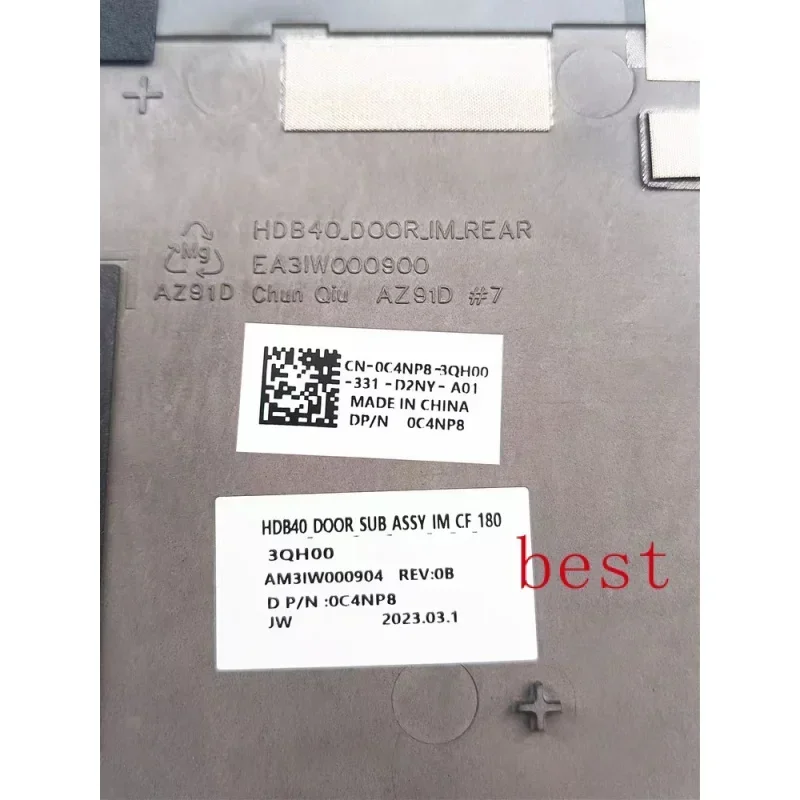 HDB40_DOOR_IM_REAR
Mg
EA3IW000900
AZ91D Chun Qiu AZ91D #7
CN-0C4NP8-3QH00
-331-D2NY-A01
MADE IN CHINA
DP/N 0C4NP8
HDB40_DOOR_SUB_ASSY_IM_CF_180
3QH00
AM3IW000904 REV:0B
D P/N :0C4NP8
JW 2023.03.1
best